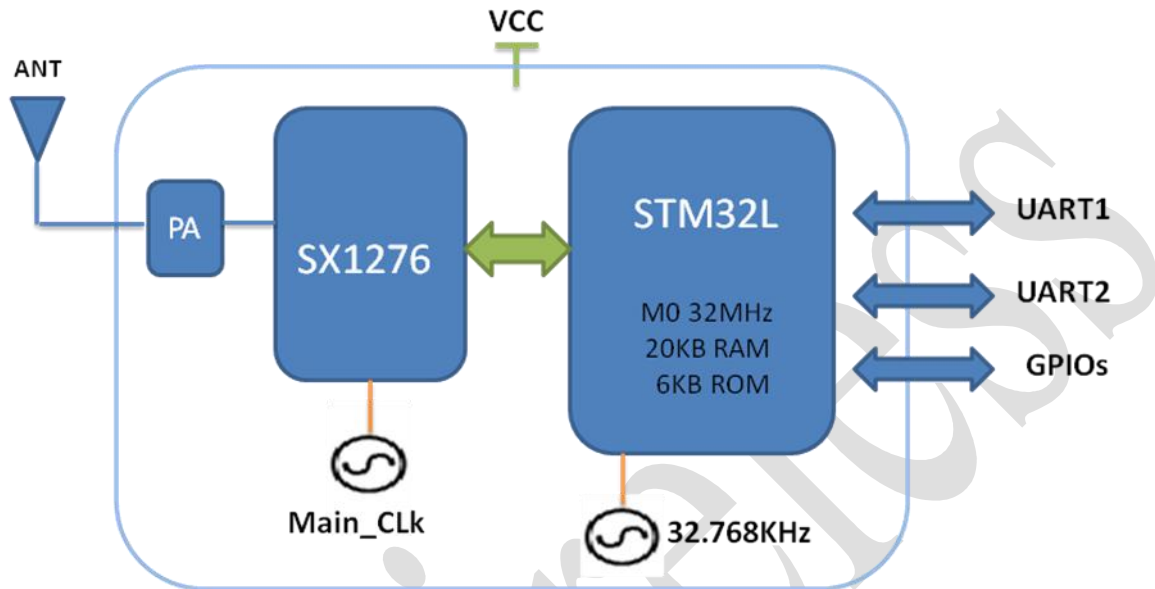 VCC
ANT
PA
SX1276
STM32L
M0 32MHz
20KB RAM
6KB ROM
UART1
UART2
GPIOs
Main_CLk
32.768KHz